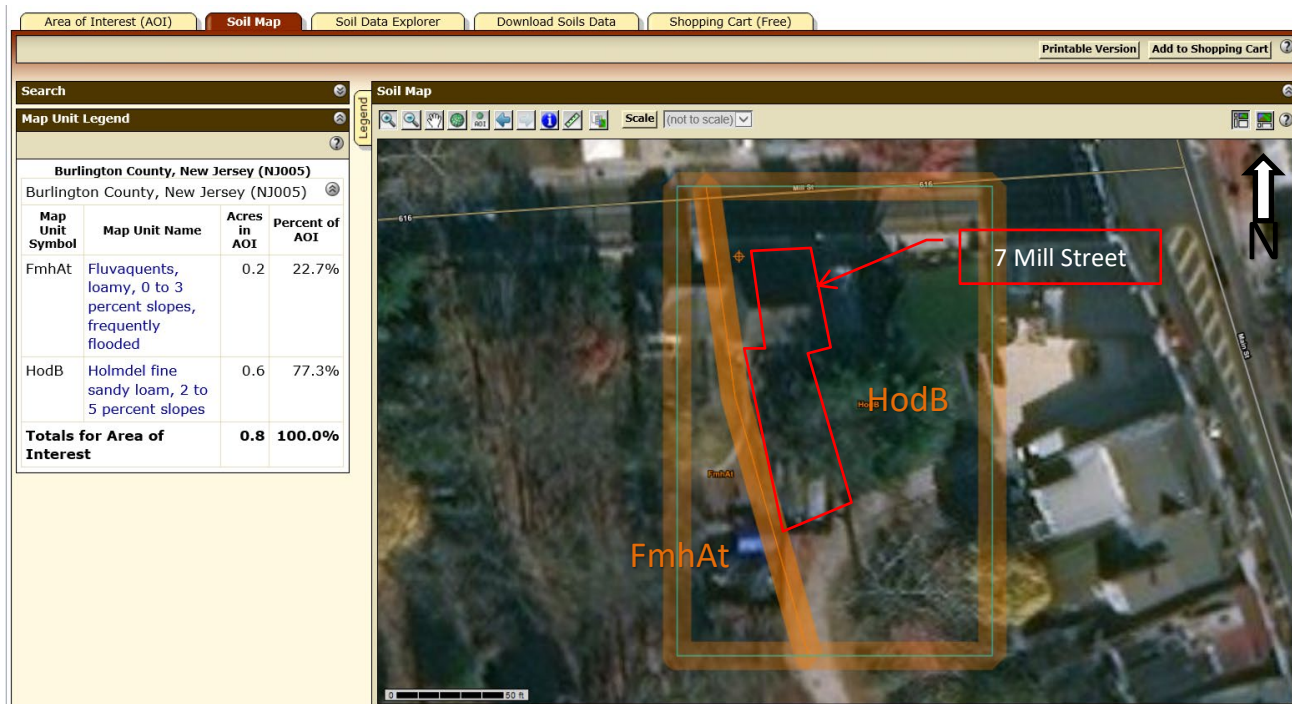 Area of Interest (AOI)
Soil Map
Soil Data Explorer
Download Soils Data
Shopping Cart (Free)
Printable Version
Add to Shopping Cart
?
Search
Map Unit Legend
?
Burlington County, New Jersey (NJ005)
Burlington County, New Jersey (NJ005)
Map
Unit
Symbol
Map Unit Name
Acres
in
AOI
Percent of
AOI
FmhAt
Fluvaquents,
loamy, 0 to 3
percent slopes,
frequently
flooded
0.2
22.7%
HodB
Holmdel fine
sandy loam, 2 to
5 percent slopes
0.6
77.3%
Totals for Area of
Interest
0.8
100.0%
Legend
Soil Map
AOI
i
Scale
(not to scale)
?
616
Mill St
616
7 Mill Street
N
Main St
HodB
HodB
FmhAt
FmhAt
0
50 ft